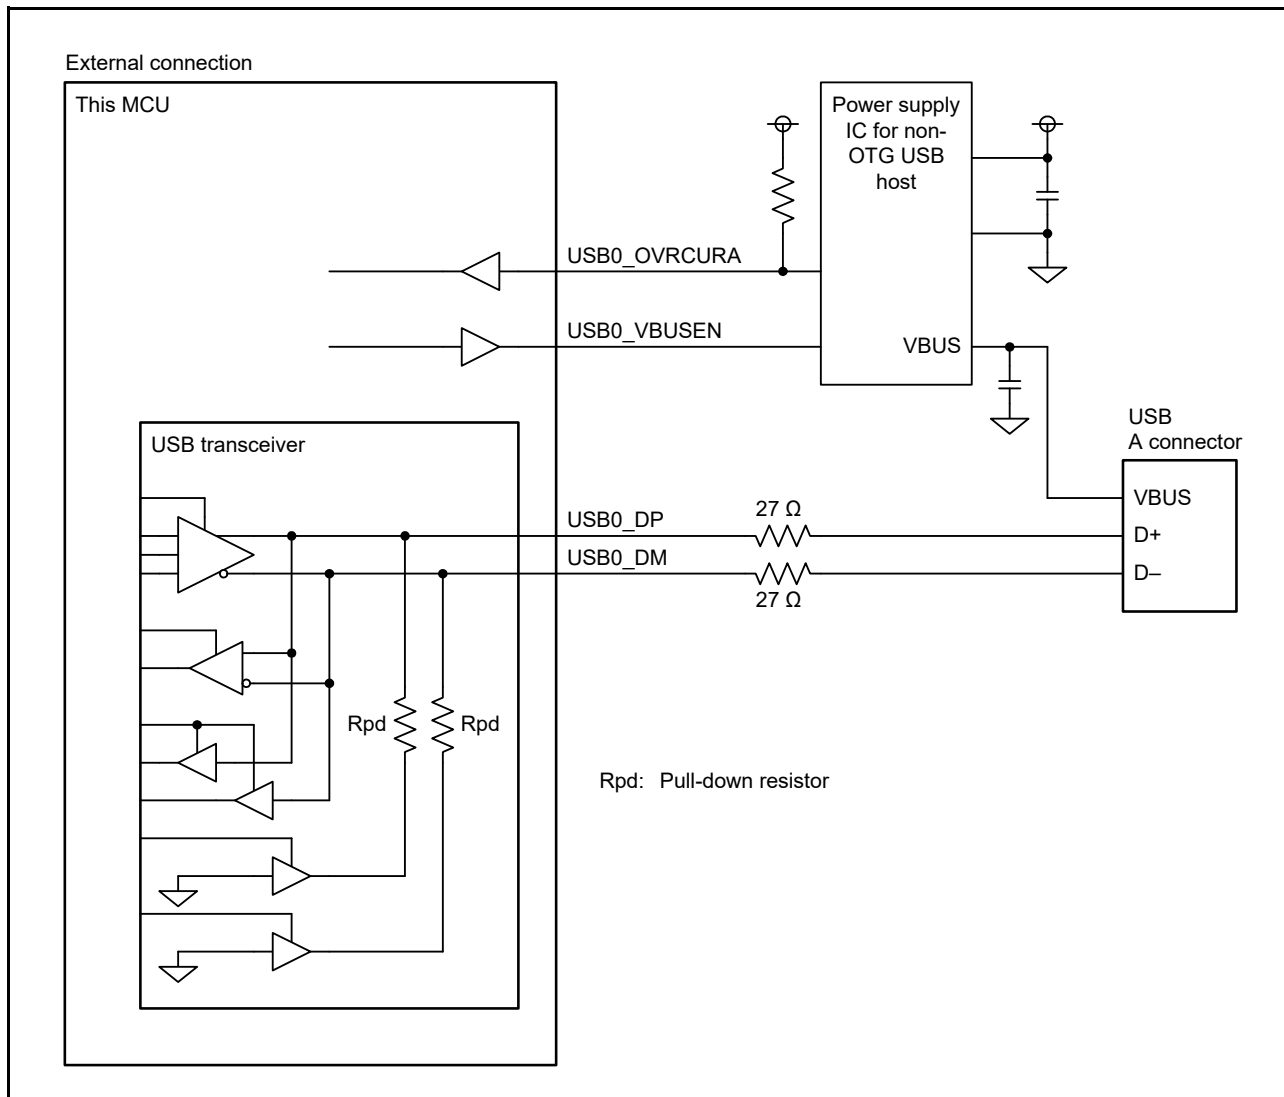 External connection
This MCU
Power supply
IC for non-
OTG USB
host
USB0_OVRCURA
USB0_VBUSEN
VBUS
USB
A connector
USB transceiver
VBUS
27 Ω
USB0_DP
D+
USB0_DM
D–
27 Ω
Rpd
Rpd
Rpd: Pull-down resistor